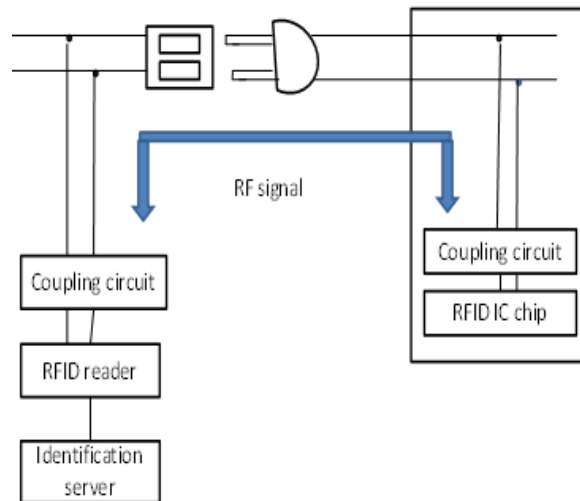 RF signal
Coupling circuit
RFID IC chip
Coupling circuit
RFID reader
Identification
server